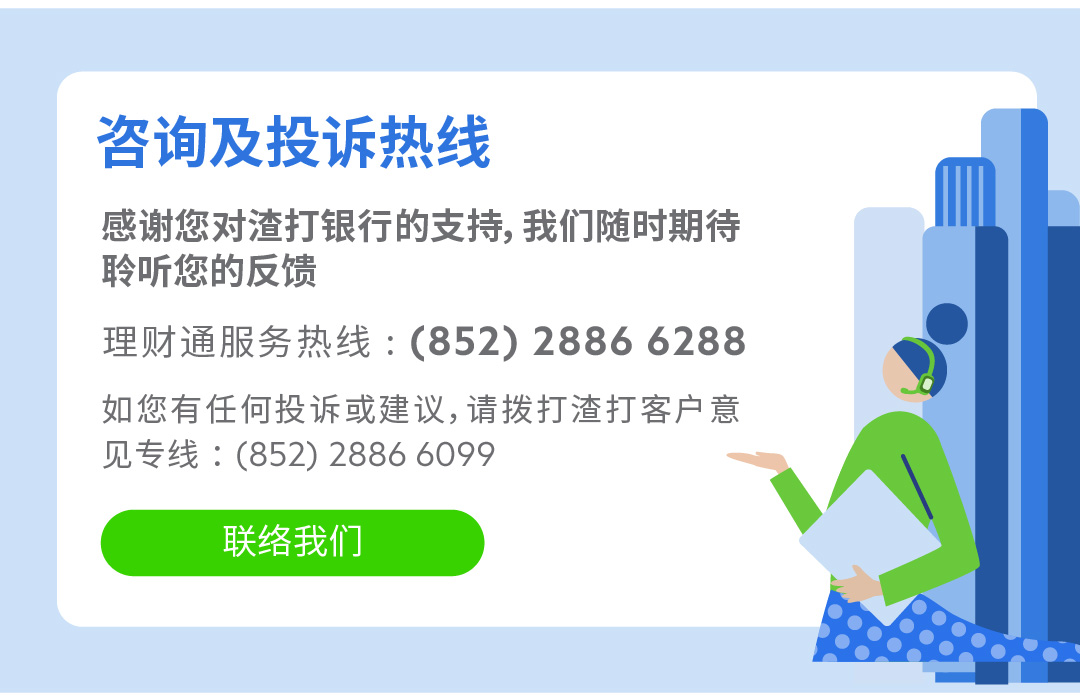 咨询及投诉热线
感谢您对渣打银行的支持，我们随时期待
聆听您的反馈
理财通服务热线：(852) 2886 6288
如您有任何投诉或建议，请拨打渣打客户意
见专线：(852) 2886 6099
联络我们